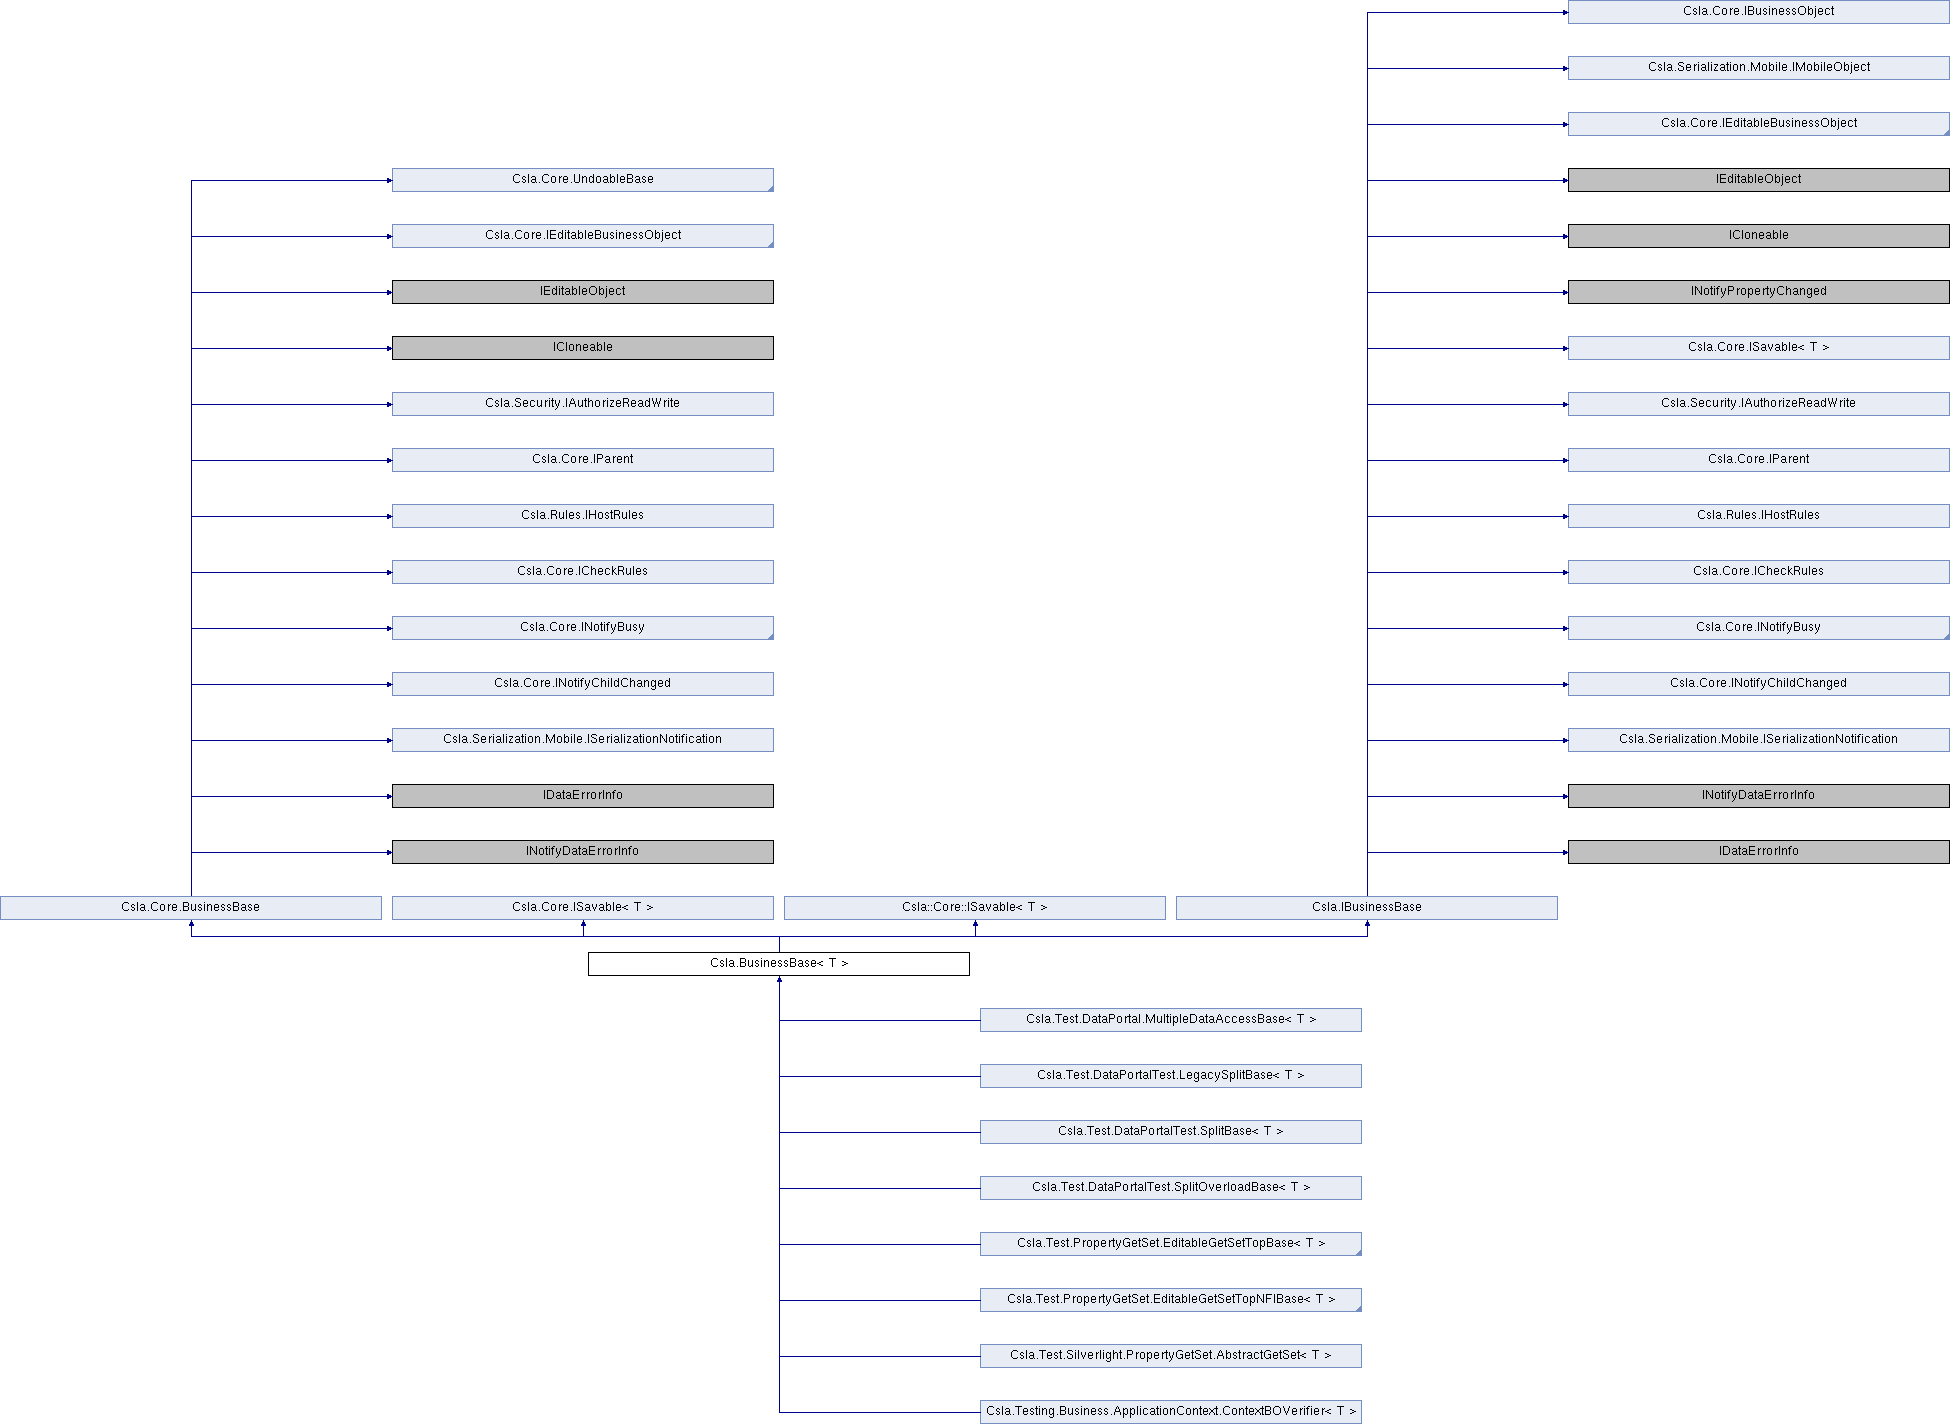 Csla.Core.IBusinessObject
Csla.Serialization.Mobile.IMobileObject
Csla.Core.IEditableBusinessObject
Csla.Core.UndoableBase
IEditableObject
Csla.Core.IEditableBusinessObject
ICloneable
IEditableObject
INotifyPropertyChanged
ICloneable
Csla.Core.ISavable< T >
Csla.Security.IAuthorizeReadWrite
Csla.Security.IAuthorizeReadWrite
Csla.Core.IParent
Csla.Core.IParent
Csla.Rules.IHostRules
Csla.Rules.IHostRules
Csla.Core.ICheckRules
Csla.Core.ICheckRules
Csla.Core.INotifyBusy
Csla.Core.INotifyBusy
Csla.Core.INotifyChildChanged
Csla.Core.INotifyChildChanged
Csla.Serialization.Mobile.ISerializationNotification
Csla.Serialization.Mobile.ISerializationNotification
IDataErrorInfo
INotifyDataErrorInfo
INotifyDataErrorInfo
IDataErrorInfo
Csla.Core.BusinessBase
Csla.Core.ISavable< T >
Csla::Core::ISavable< T >
Csla.IBusinessBase
Csla.BusinessBase< T >
Csla.Test.DataPortal.MultipleDataAccessBase< T >
Csla.Test.DataPortalTest.LegacySplitBase< T >
Csla.Test.DataPortalTest.SplitBase< T >
Csla.Test.DataPortalTest.SplitOverloadBase< T >
Csla.Test.PropertyGetSet.EditableGetSetTopBase< T >
Csla.Test.PropertyGetSet.EditableGetSetTopNFIBase< T >
Csla.Test.Silverlight.PropertyGetSet.AbstractGetSet< T >
Csla.Testing.Business.ApplicationContext.ContextBOVerifier< T >